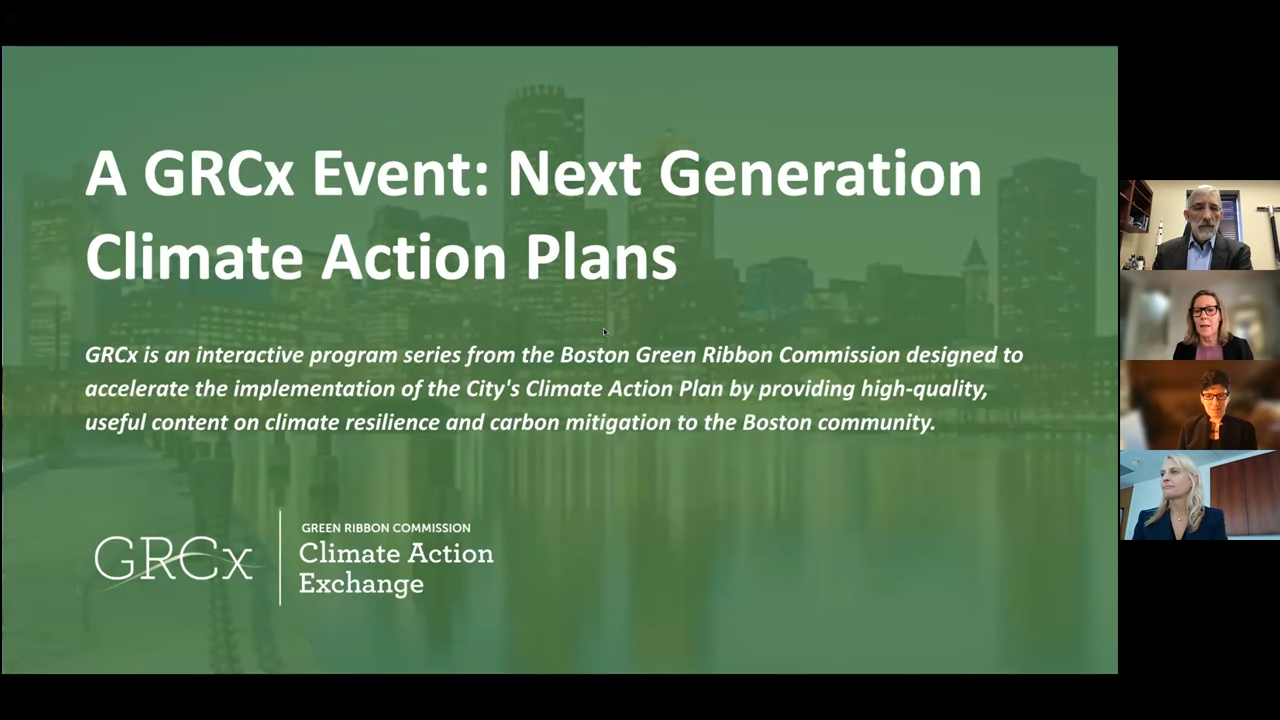 A GRCx Event: Next Generation
Climate Action Plans
GRCx is an interactive program series from the Boston Green Ribbon Commission designed to
accelerate the implementation of the City's Climate Action Plan by providing high-quality,
useful content on climate resilience and carbon mitigation to the Boston community.
GRCx
GREEN RIBBON COMMISSION
Climate Action
Exchange